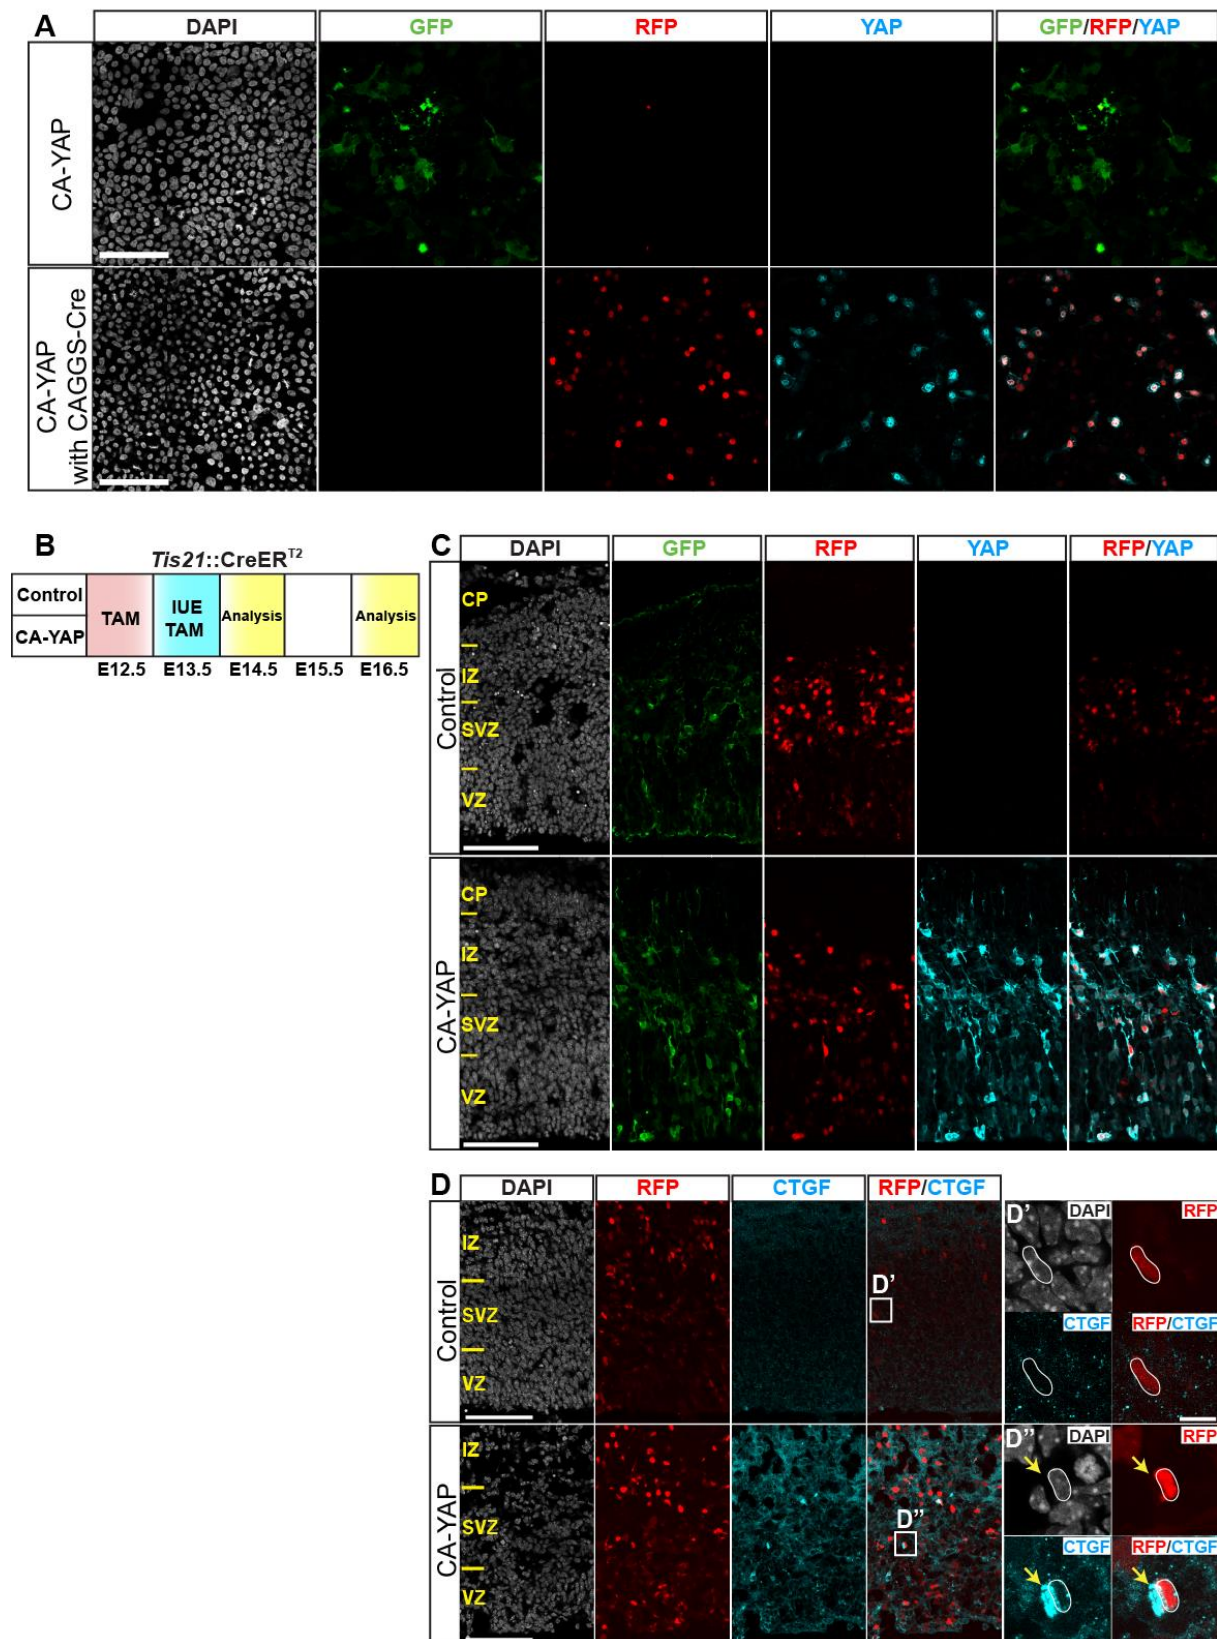 A
DAPI GFP RFP YAP GFP/RFP/YAP
CA-YAP
CA-YAP
with CAGGS-Cre
B
Tis21::CreER^T2
Control
CA-YAP
TAM
IUE
TAM
Analysis
Analysis
E12.5 E13.5 E14.5 E15.5 E16.5
C
DAPI GFP RFP YAP RFP/YAP
Control
CP
IZ
SVZ
VZ
CA-YAP
CP
IZ
SVZ
VZ
D
DAPI RFP CTGF RFP/CTGF
Control
IZ
SVZ
VZ
D'
D' DAPI RFP
CTGF RFP/CTGF
CA-YAP
IZ
SVZ
VZ
D''
D'' DAPI RFP
CTGF RFP/CTGF